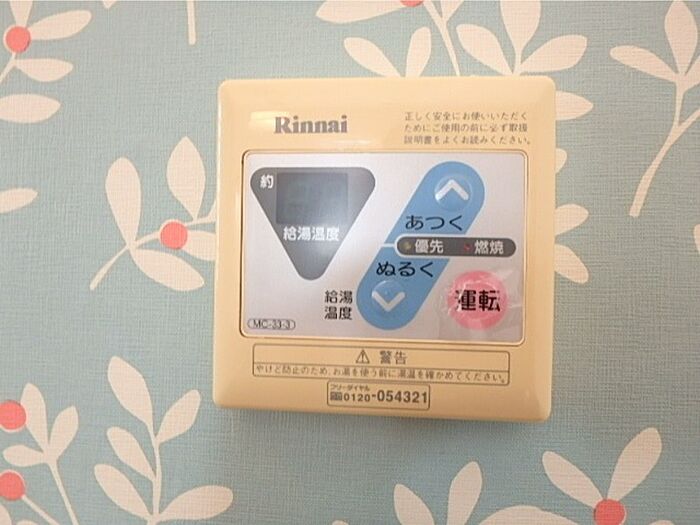 Rinnai
正しく安全にお使いいただく
ためにご使用の前に必ず取扱
説明書をよくお読みください。
約
給湯温度
あつく
優先 燃焼
ぬるく
給湯
温度
運転
MC-33-3
⚠ 警告
やけど防止のため、お湯を使う前に湯温を確かめてください。
フリーダイヤル
0120-054321